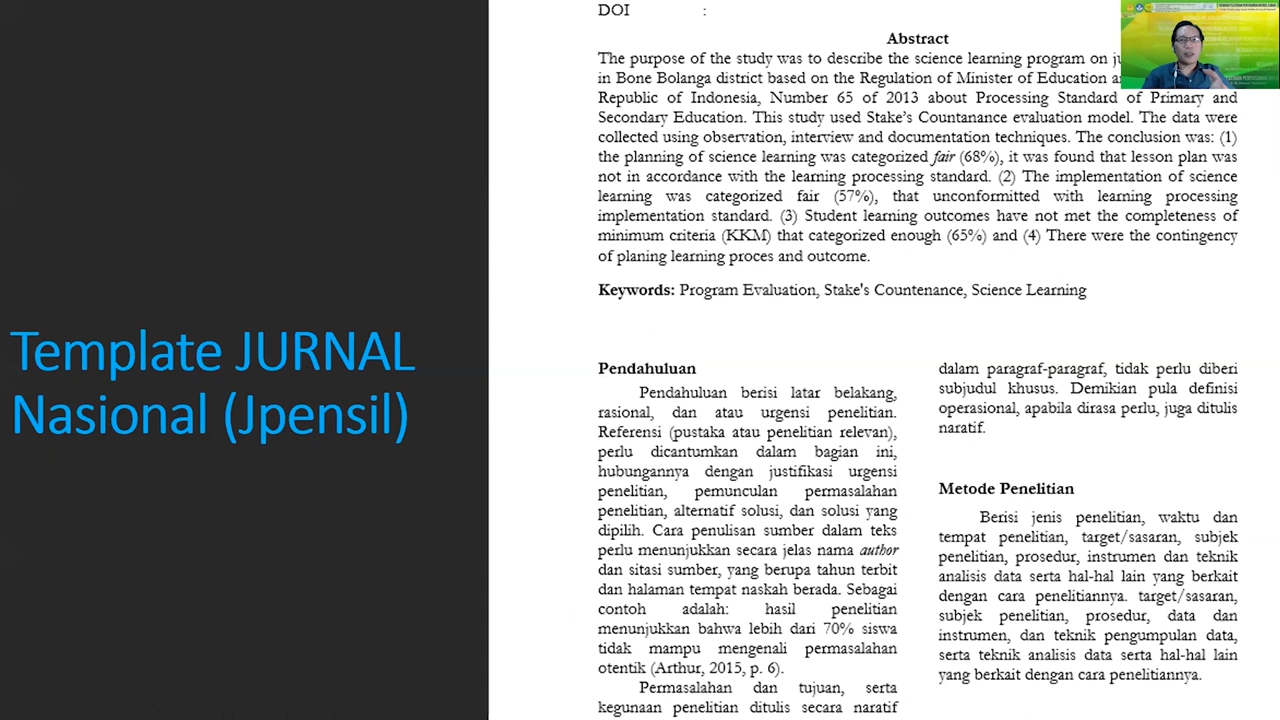 Template JURNAL
Nasional (Jpensil)
DOI :
Abstract
The purpose of the study was to describe the science learning program on
in Bone Bolanga district based on the Regulation of Minister of Education
Republic of Indonesia, Number 65 of 2013 about Processing Standard of Primary and
Secondary Education. This study used Stake's Countanance evaluation model. The data were
collected using observation, interview and documentation techniques. The conclusion was: (1)
the planning of science learning was categorized fair (68%), it was found that lesson plan was
not in accordance with the learning processing standard. (2) The implementation of science
learning was categorized fair (57%), that unconformitted with learning processing
implementation standard. (3) Student learning outcomes have not met the completeness of
minimum criteria (KKM) that categorized enough (65%) and (4) There were the contingency
of planing learning proces and outcome.
Keywords: Program Evaluation, Stake's Countenance, Science Learning
Pendahuluan
Pendahuluan berisi latar belakang,
rasional, dan atau urgensi penelitian.
Referensi (pustaka atau penelitian relevan),
perlu dicantumkan dalam bagian ini,
hubungannya dengan justifikasi urgensi
penelitian, pemunculan permasalahan
penelitian, alternatif solusi, dan solusi yang
dipilih. Cara penulisan sumber dalam teks
perlu menunjukkan secara jelas nama author
dan sitasi sumber, yang berupa tahun terbit
dan halaman tempat naskah berada. Sebagai
contoh adalah: hasil penelitian
menunjukkan bahwa lebih dari 70% siswa
tidak mampu mengenali permasalahan
otentik (Arthur, 2015, p. 6).
Permasalahan dan tujuan, serta
kegunaan penelitian ditulis secara naratif
dalam paragraf-paragraf, tidak perlu diberi
subjudul khusus. Demikian pula definisi
operasional, apabila dirasa perlu, juga ditulis
naratif.
Metode Penelitian
Berisi jenis penelitian, waktu dan
tempat penelitian, target/sasaran, subjek
penelitian, prosedur, instrumen dan teknik
analisis data serta hal-hal lain yang berkait
dengan cara penelitiannya. target/sasaran,
subjek penelitian, prosedur, data dan
instrumen, dan teknik pengumpulan data,
serta teknik analisis data serta hal-hal lain
yang berkait dengan cara penelitiannya.